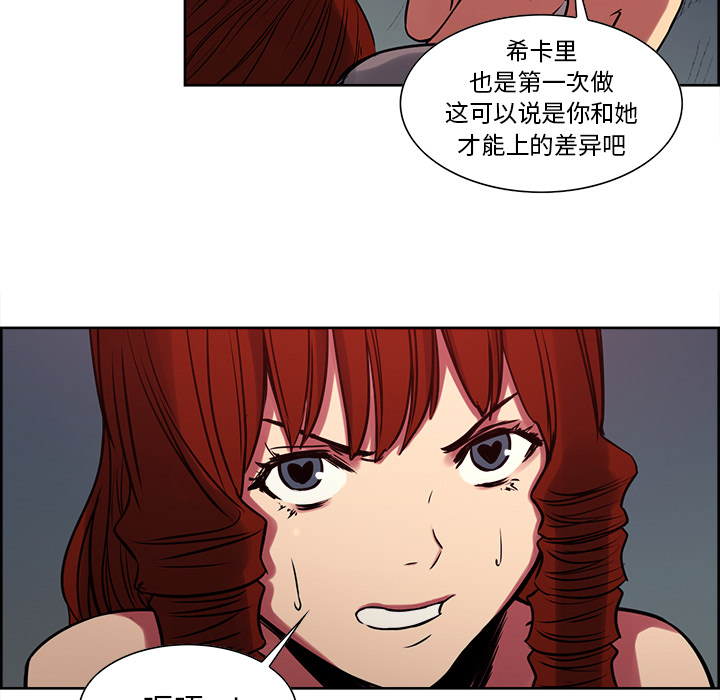 希卡里
也是第一次做
这可以说是你和她
才能上的差异吧